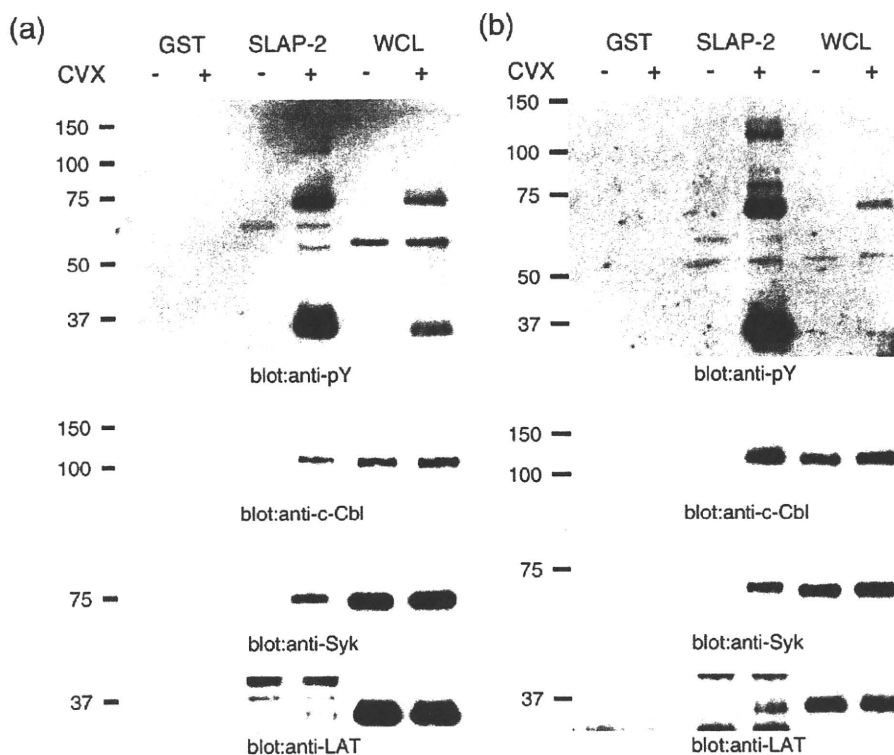 (a)
GST SLAP-2 WCL
CVX - + - + - +
150
100
75
50
37
blot:anti-pY
150
100
blot:anti-c-Cbl
75
blot:anti-Syk
37
blot:anti-LAT
(b)
GST SLAP-2 WCL
- + - + - +
150
100
75
50
37
blot:anti-pY
150
100
blot:anti-c-Cbl
75
blot:anti-Syk
37
blot:anti-LAT